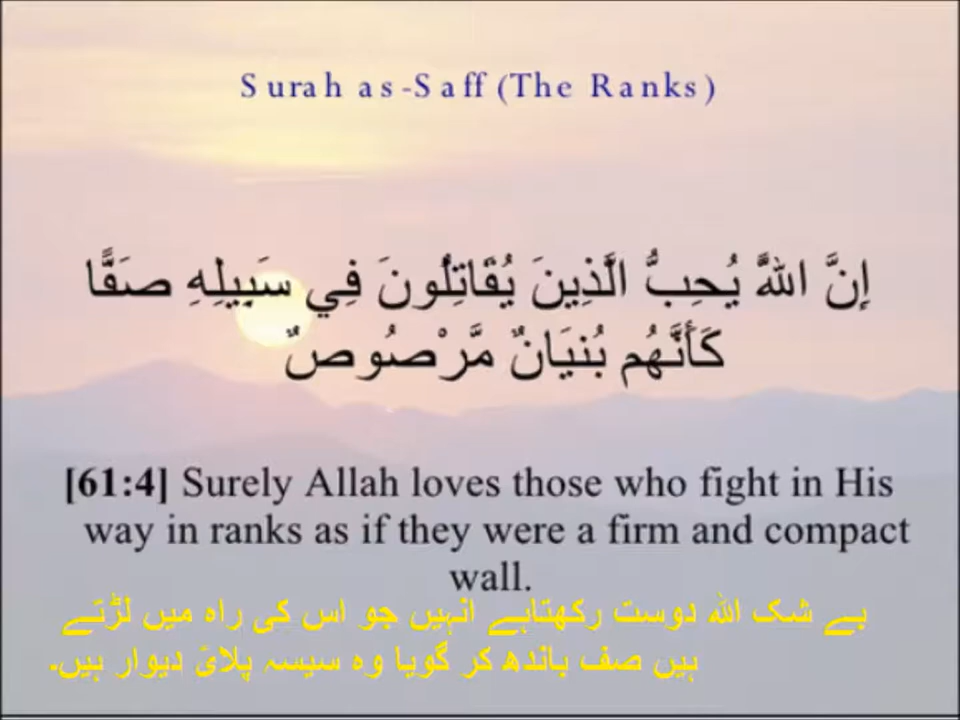 Surah as-Saff (The Ranks)
إِنَّ اللَّهَ يُحِبُّ الَّذِينَ يُقَاتِلُونَ فِي سَبِيلِهِ صَفًّا
كَأَنَّهُم بُنيَانٌ مَّرْصُوصٌ
[61:4] Surely Allah loves those who fight in His
way in ranks as if they were a firm and compact
wall.
بے شک اللہ دوست رکھتاہے انہیں جو اس کی راہ میں لڑتے
ہیں صف باندھ کر گویا وہ سیسہ پلائ دیوار ہیں۔